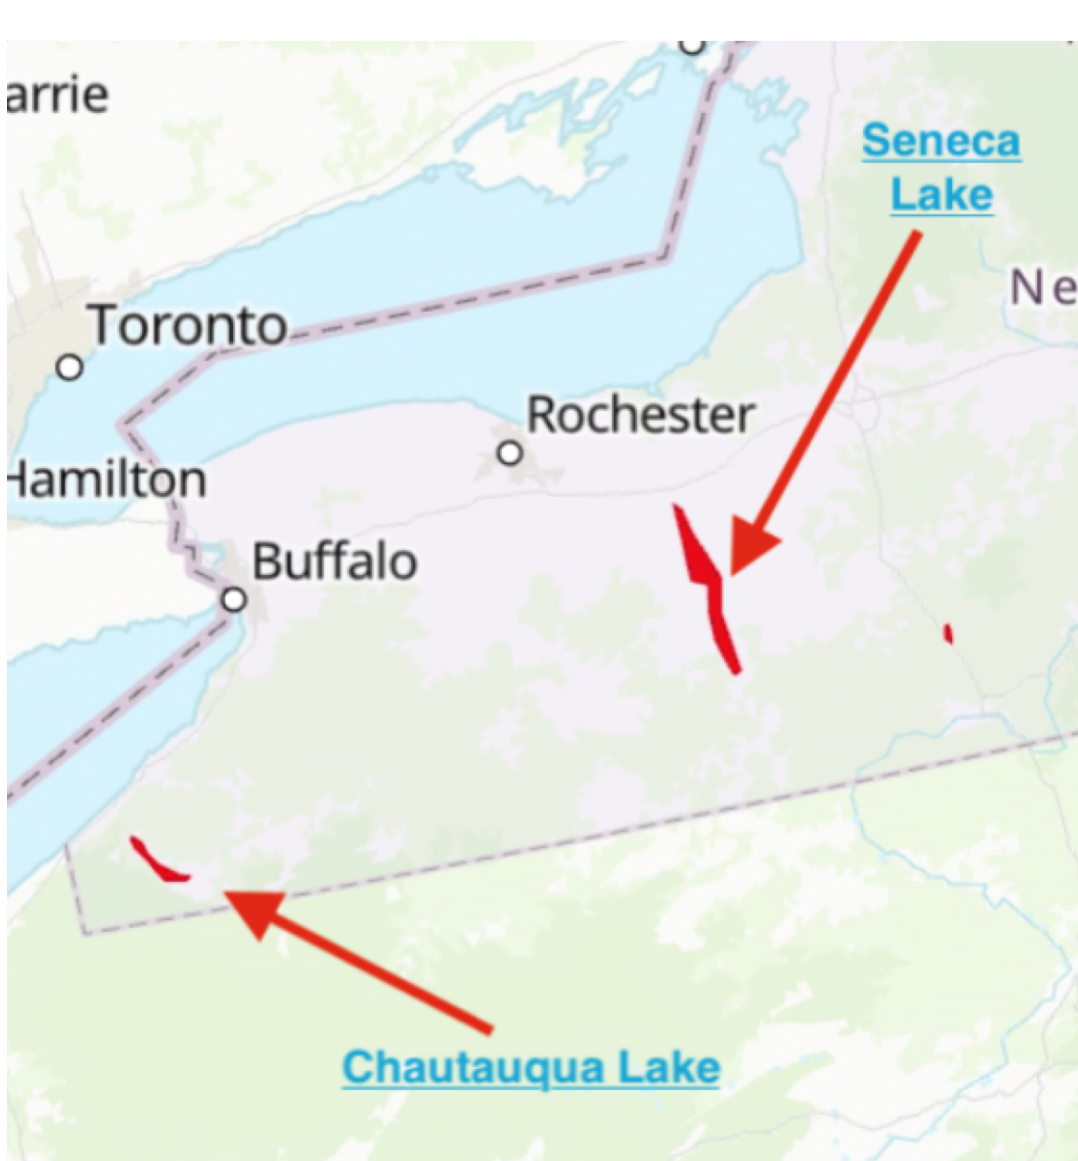 arrie
Seneca
Lake
Ne
Toronto
Rochester
Hamilton
Buffalo
Chautauqua Lake